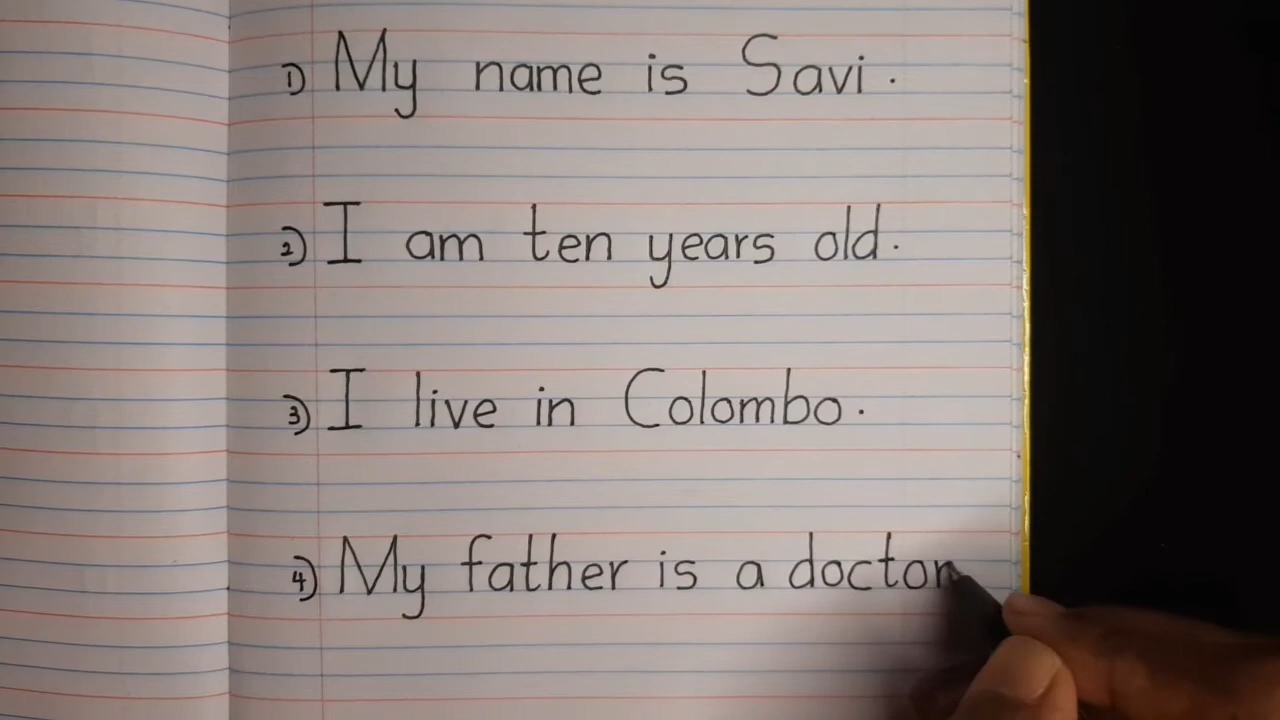 1) My name is Savi.
2) I am ten years old.
3) I live in Colombo.
4) My father is a doctor